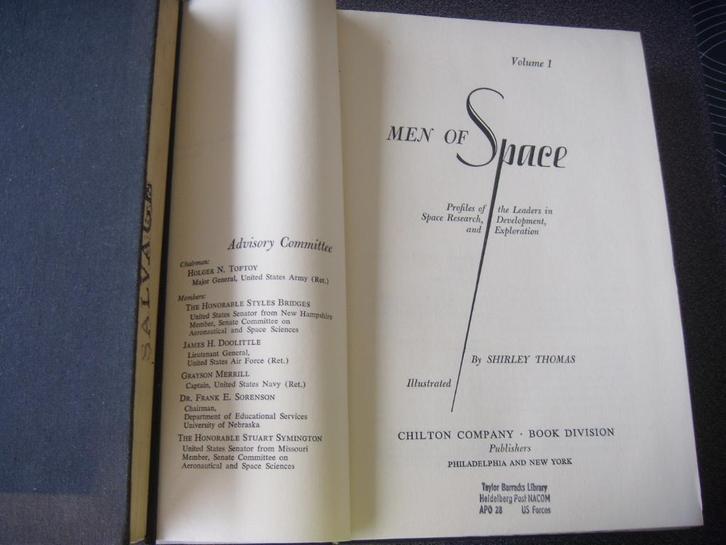 SALVAGE
Advisory Committee
Chairman:
HOLGER N. TOFTOY
Major General, United States Army (Ret.)
Members:
THE HONORABLE STYLES BRIDGES
United States Senator from New Hampshire
Member, Senate Committee on
Aeronautical and Space Sciences
JAMES H. DOOLITTLE
Lieutenant General,
United States Air Force (Ret.)
GRAYSON MERRILL
Captain, United States Navy (Ret.)
DR. FRANK E. SORENSON
Chairman,
Department of Educational Services
University of Nebraska
THE HONORABLE STUART SYMINGTON
United States Senator from Missouri
Member, Senate Committee on
Aeronautical and Space Sciences
Volume 1
MEN OF Space
Profiles of the Leaders in
Space Research, Development,
and Exploration
By SHIRLEY THOMAS
Illustrated
CHILTON COMPANY · BOOK DIVISION
Publishers
PHILADELPHIA AND NEW YORK
Taylor Barracks Library
Heidelberg Post NACOM
APO 28 US Forces